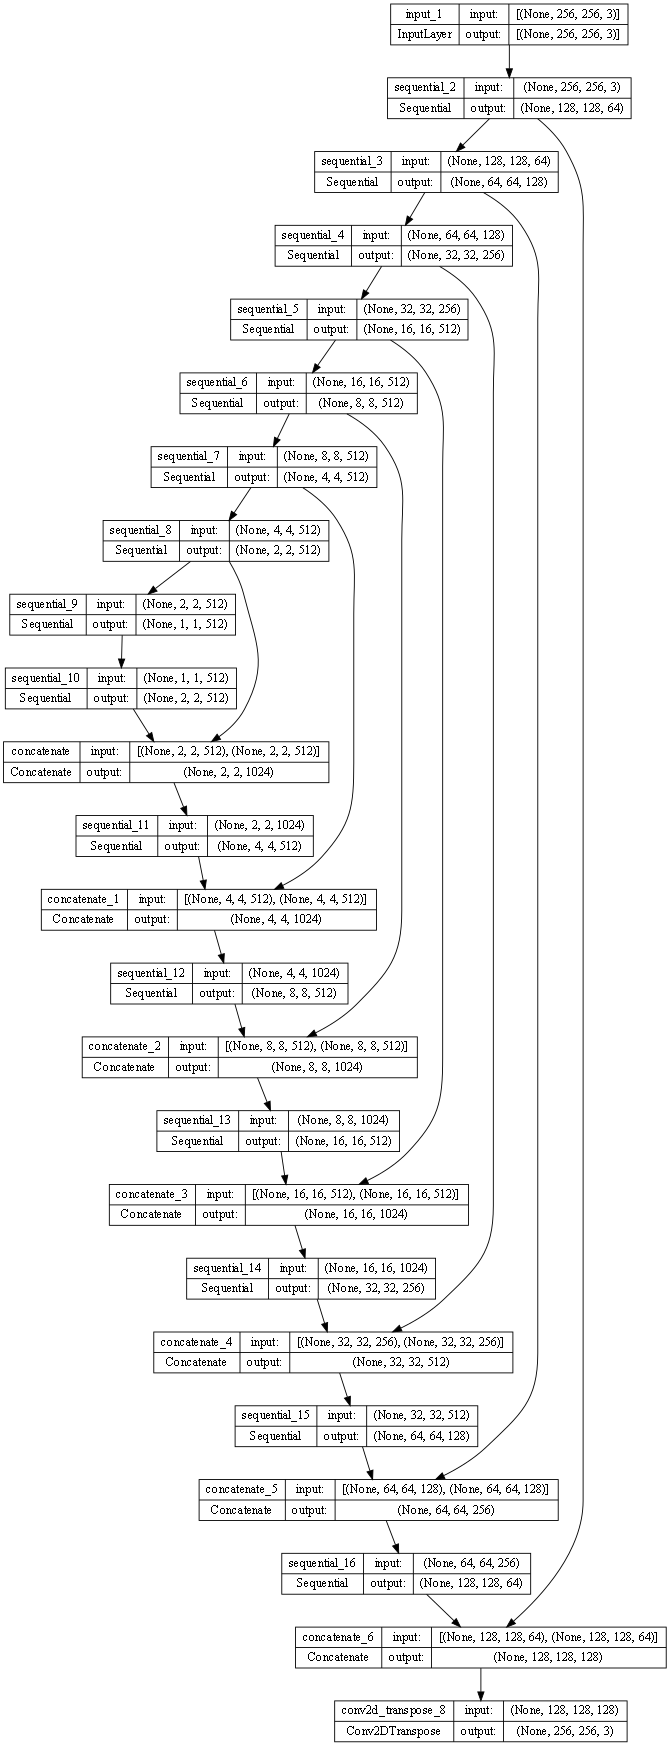 input_1 input: [(None, 256, 256, 3)]
InputLayer output: [(None, 256, 256, 3)]
sequential_2 input: (None, 256, 256, 3)
Sequential output: (None, 128, 128, 64)
sequential_3 input: (None, 128, 128, 64)
Sequential output: (None, 64, 64, 128)
sequential_4 input: (None, 64, 64, 128)
Sequential output: (None, 32, 32, 256)
sequential_5 input: (None, 32, 32, 256)
Sequential output: (None, 16, 16, 512)
sequential_6 input: (None, 16, 16, 512)
Sequential output: (None, 8, 8, 512)
sequential_7 input: (None, 8, 8, 512)
Sequential output: (None, 4, 4, 512)
sequential_8 input: (None, 4, 4, 512)
Sequential output: (None, 2, 2, 512)
sequential_9 input: (None, 2, 2, 512)
Sequential output: (None, 1, 1, 512)
sequential_10 input: (None, 1, 1, 512)
Sequential output: (None, 2, 2, 512)
concatenate input: [(None, 2, 2, 512), (None, 2, 2, 512)]
Concatenate output: (None, 2, 2, 1024)
sequential_11 input: (None, 2, 2, 1024)
Sequential output: (None, 4, 4, 512)
concatenate_1 input: [(None, 4, 4, 512), (None, 4, 4, 512)]
Concatenate output: (None, 4, 4, 1024)
sequential_12 input: (None, 4, 4, 1024)
Sequential output: (None, 8, 8, 512)
concatenate_2 input: [(None, 8, 8, 512), (None, 8, 8, 512)]
Concatenate output: (None, 8, 8, 1024)
sequential_13 input: (None, 8, 8, 1024)
Sequential output: (None, 16, 16, 512)
concatenate_3 input: [(None, 16, 16, 512), (None, 16, 16, 512)]
Concatenate output: (None, 16, 16, 1024)
sequential_14 input: (None, 16, 16, 1024)
Sequential output: (None, 32, 32, 256)
concatenate_4 input: [(None, 32, 32, 256), (None, 32, 32, 256)]
Concatenate output: (None, 32, 32, 512)
sequential_15 input: (None, 32, 32, 512)
Sequential output: (None, 64, 64, 128)
concatenate_5 input: [(None, 64, 64, 128), (None, 64, 64, 128)]
Concatenate output: (None, 64, 64, 256)
sequential_16 input: (None, 64, 64, 256)
Sequential output: (None, 128, 128, 64)
concatenate_6 input: [(None, 128, 128, 64), (None, 128, 128, 64)]
Concatenate output: (None, 128, 128, 128)
conv2d_transpose_8 input: (None, 128, 128, 128)
Conv2DTranspose output: (None, 256, 256, 3)